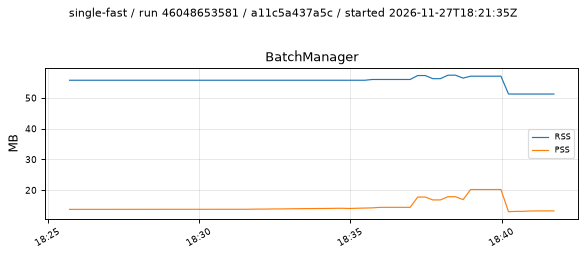 single-fast / run 46048653581 / a11c5a437a5c / started 2026-11-27T18:21:35Z
BatchManager
MB
50
40
30
20
RSS
PSS
18:25
18:30
18:35
18:40